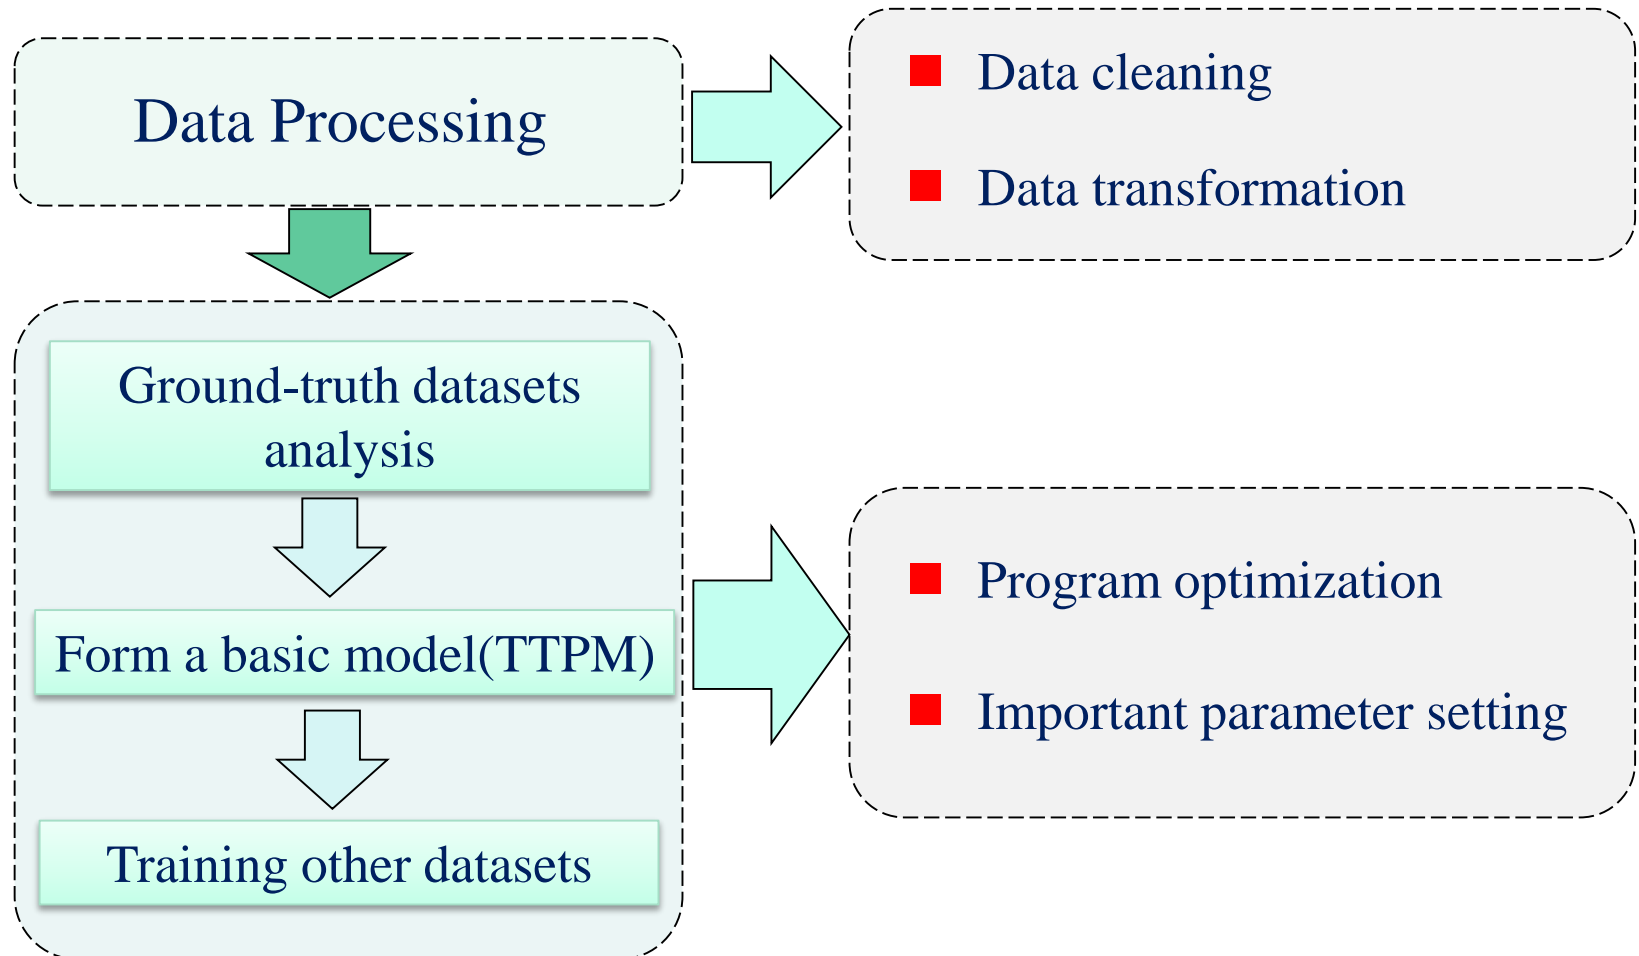 Data Processing
Data cleaning
Data transformation
Ground-truth datasets
analysis
Form a basic model(TTPM)
Training other datasets
Program optimization
Important parameter setting